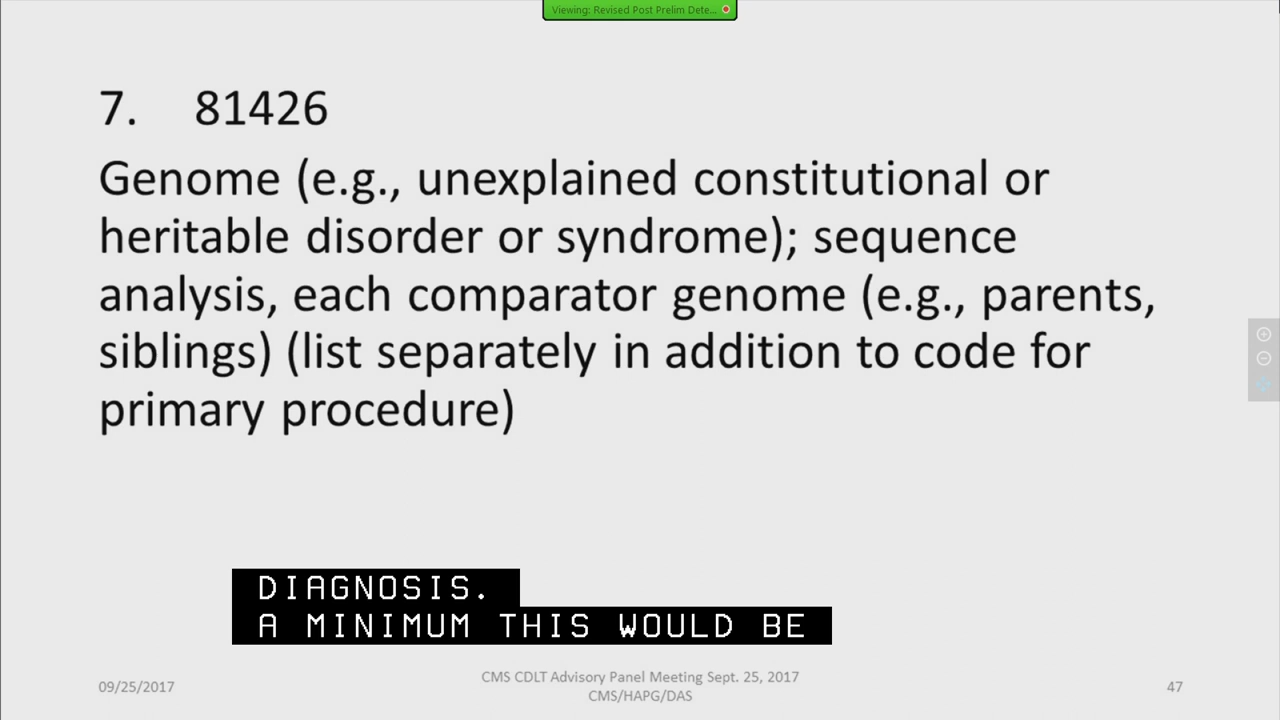 Viewing: Revised Post Prelim Dete...
7. 81426
Genome (e.g., unexplained constitutional or
heritable disorder or syndrome); sequence
analysis, each comparator genome (e.g., parents,
siblings) (list separately in addition to code for
primary procedure)
DIAGNOSIS.
A MINIMUM THIS WOULD BE
09/25/2017
CMS CDLT Advisory Panel Meeting Sept. 25, 2017
CMS/HAPG/DAS
47